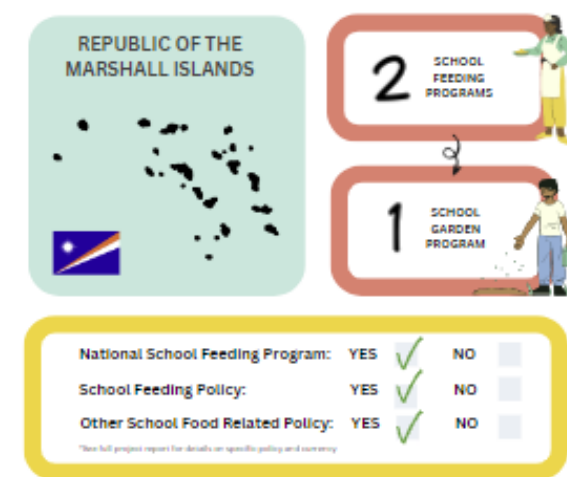 REPUBLIC OF THE
MARSHALL ISLANDS
2
SCHOOL
FEEDING
PROGRAMS
1
SCHOOL
GARDEN
PROGRAM
National School Feeding Program: YES NO
School Feeding Policy: YES NO
Other School Food Related Policy: YES NO
*See full project report for details on specific policy and currency